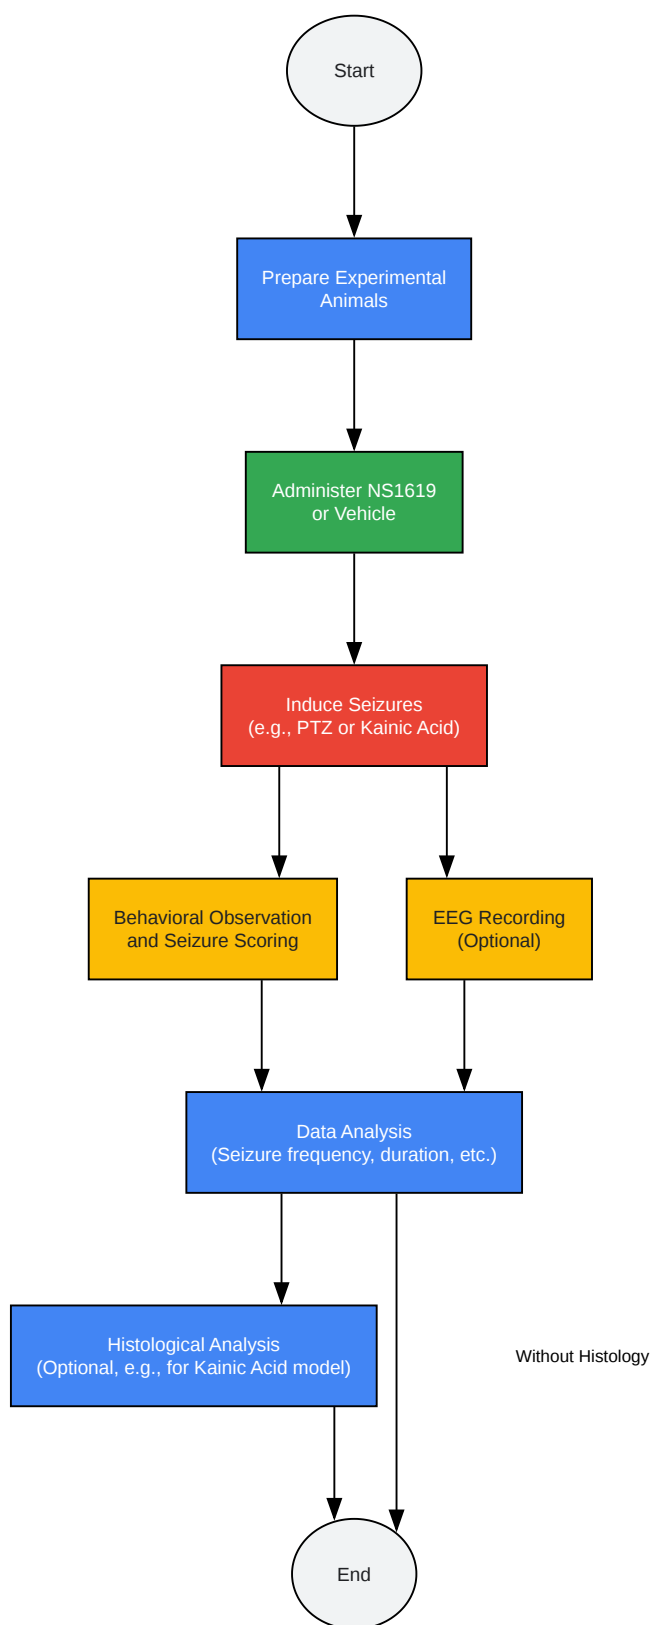 Start
Prepare Experimental
Animals
Administer NS1619
or Vehicle
Induce Seizures
(e.g., PTZ or Kainic Acid)
Behavioral Observation
and Seizure Scoring
EEG Recording
(Optional)
Data Analysis
(Seizure frequency, duration, etc.)
Histological Analysis
(Optional, e.g., for Kainic Acid model)
Without Histology
End